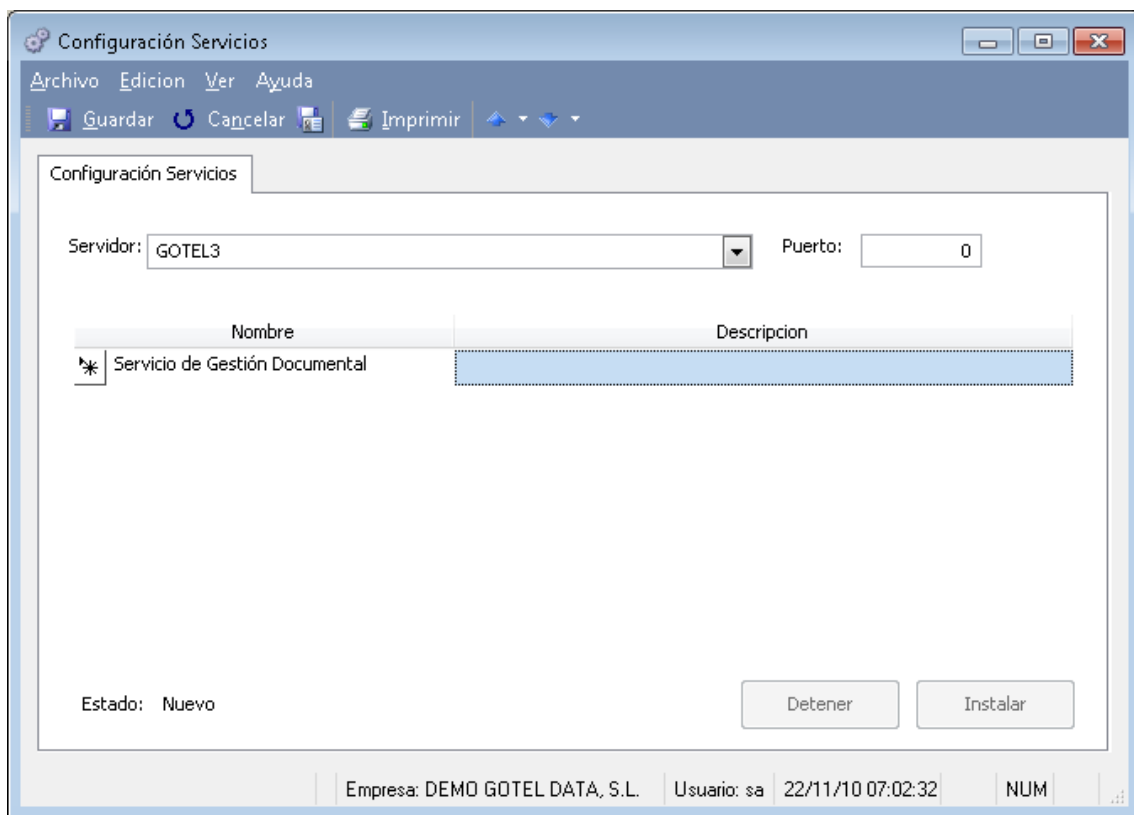 Configuración Servicios
Archivo Edicion Ver Ayuda
Guardar Cancelar Imprimir
Configuración Servicios
Servidor: GOTEL3 Puerto: 0
Nombre Descripcion
Servicio de Gestión Documental
Estado: Nuevo Detener Instalar
Empresa: DEMO GOTEL DATA, S.L. Usuario: sa 22/11/10 07:02:32 NUM